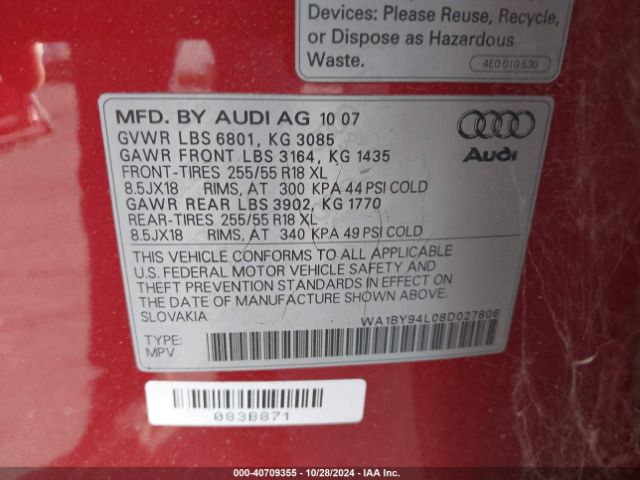 Devices: Please Reuse, Recycle,
or Dispose as Hazardous
Waste.
4E0 010 530
MFD. BY AUDI AG 10 07
GVWR LBS 6801, KG 3085
GAWR FRONT LBS 3164, KG 1435
FRONT-TIRES 255/55 R18 XL
8.5JX18 RIMS, AT 300 KPA 44 PSI COLD
GAWR REAR LBS 3902, KG 1770
REAR-TIRES 255/55 R18 XL
8.5JX18 RIMS, AT 340 KPA 49 PSI COLD
Audi
THIS VEHICLE CONFORMS TO ALL APPLICABLE
U.S. FEDERAL MOTOR VEHICLE SAFETY AND
THEFT PREVENTION STANDARDS IN EFFECT ON
THE DATE OF MANUFACTURE SHOWN ABOVE.
SLOVAKIA
WA1BY94L08D027806
TYPE:
MPV
083B871
000-40709355 - 10/28/2024 - IAA Inc.